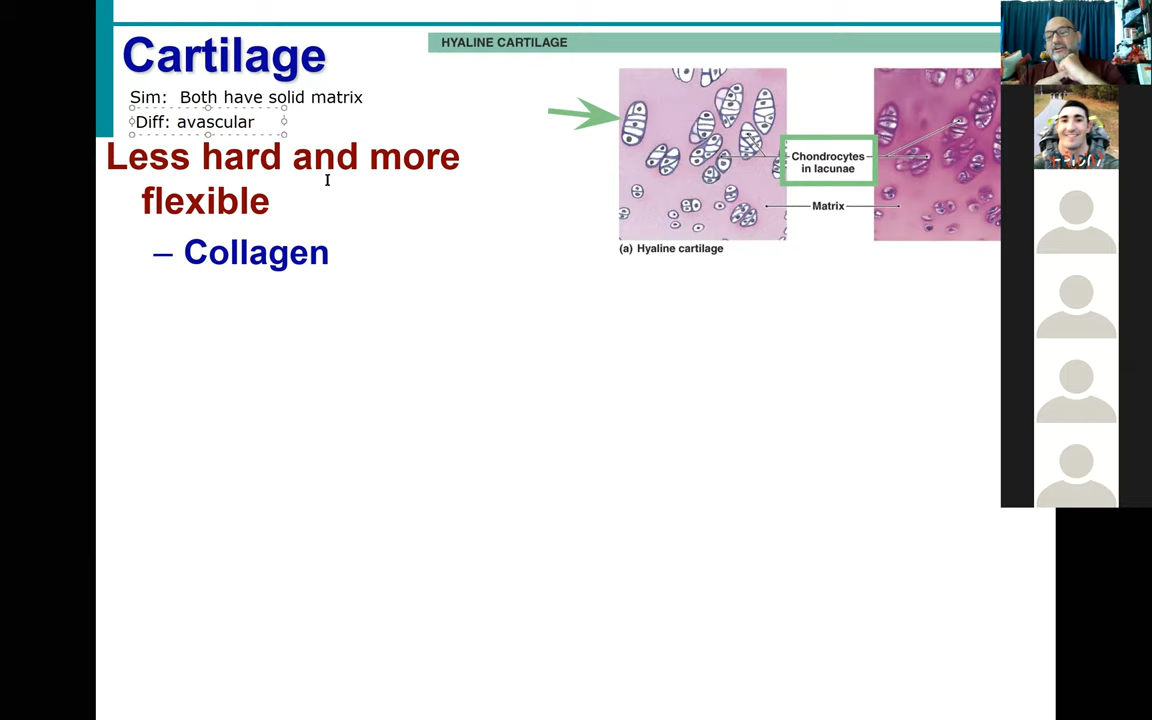 Cartilage
HYALINE CARTILAGE
Sim: Both have solid matrix
Diff: avascular
Less hard and more
flexible
– Collagen
Chondrocytes
in lacunae
Matrix
(a) Hyaline cartilage